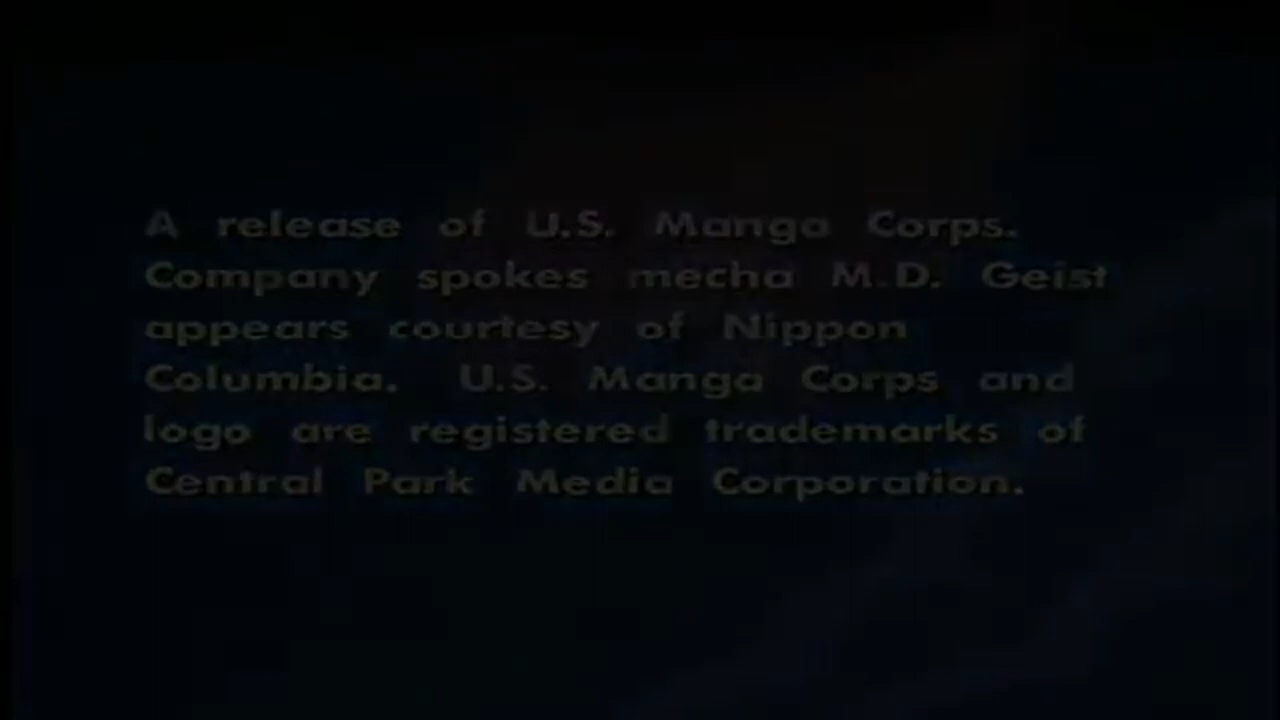 A release of U.S. Manga Corps.
Company spokes mecha M.D. Geist
appears courtesy of Nippon
Columbia. U.S. Manga Corps and
logo are registered trademarks of
Central Park Media Corporation.